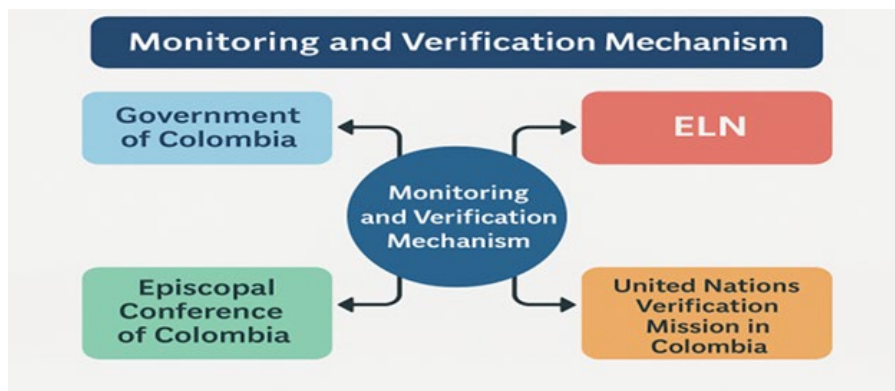 Monitoring and Verification Mechanism
Government
of Colombia
ELN
Monitoring
and Verification
Mechanism
Episcopal
Conference
of Colombia
United Nations
Verification
Mission in
Colombia